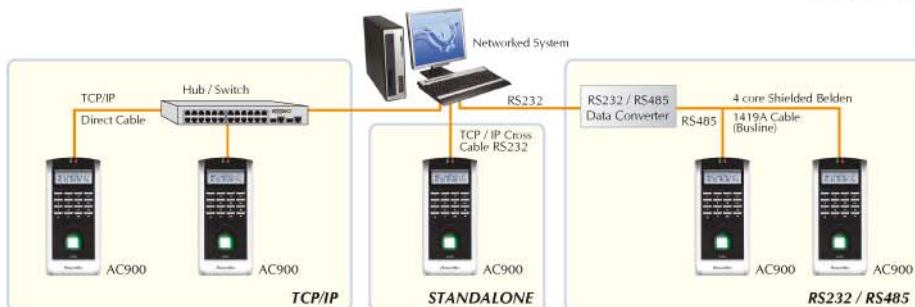 Networked System
TCP/IP
Hub / Switch
Direct Cable
RS232
RS232 / RS485
Data Converter
4 core Shielded Belden
RS485
1419A Cable
(Busline)
TCP / IP Cross
Cable RS232
AC900
AC900
AC900
AC900
AC900
TCP/IP
STANDALONE
RS232 / RS485